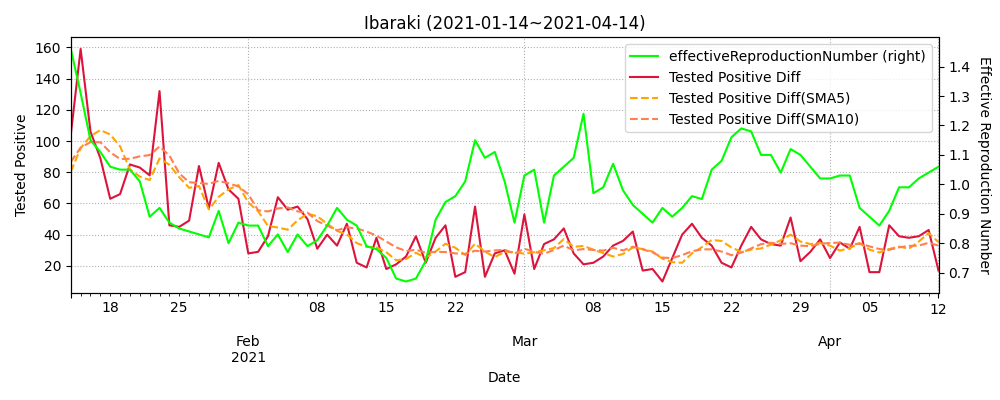 Ibaraki (2021-01-14~2021-04-14)
effectiveReproductionNumber (right)
Tested Positive Diff
Tested Positive Diff(SMA5)
Tested Positive Diff(SMA10)
Tested Positive
160
140
120
100
80
60
40
20
1.4
1.3
1.2
1.1
1.0
0.9
0.8
0.7
Effective Reproduction Number
18 25 08 15 22 08 15 22 29 05 12
Feb Mar Apr
2021
Date